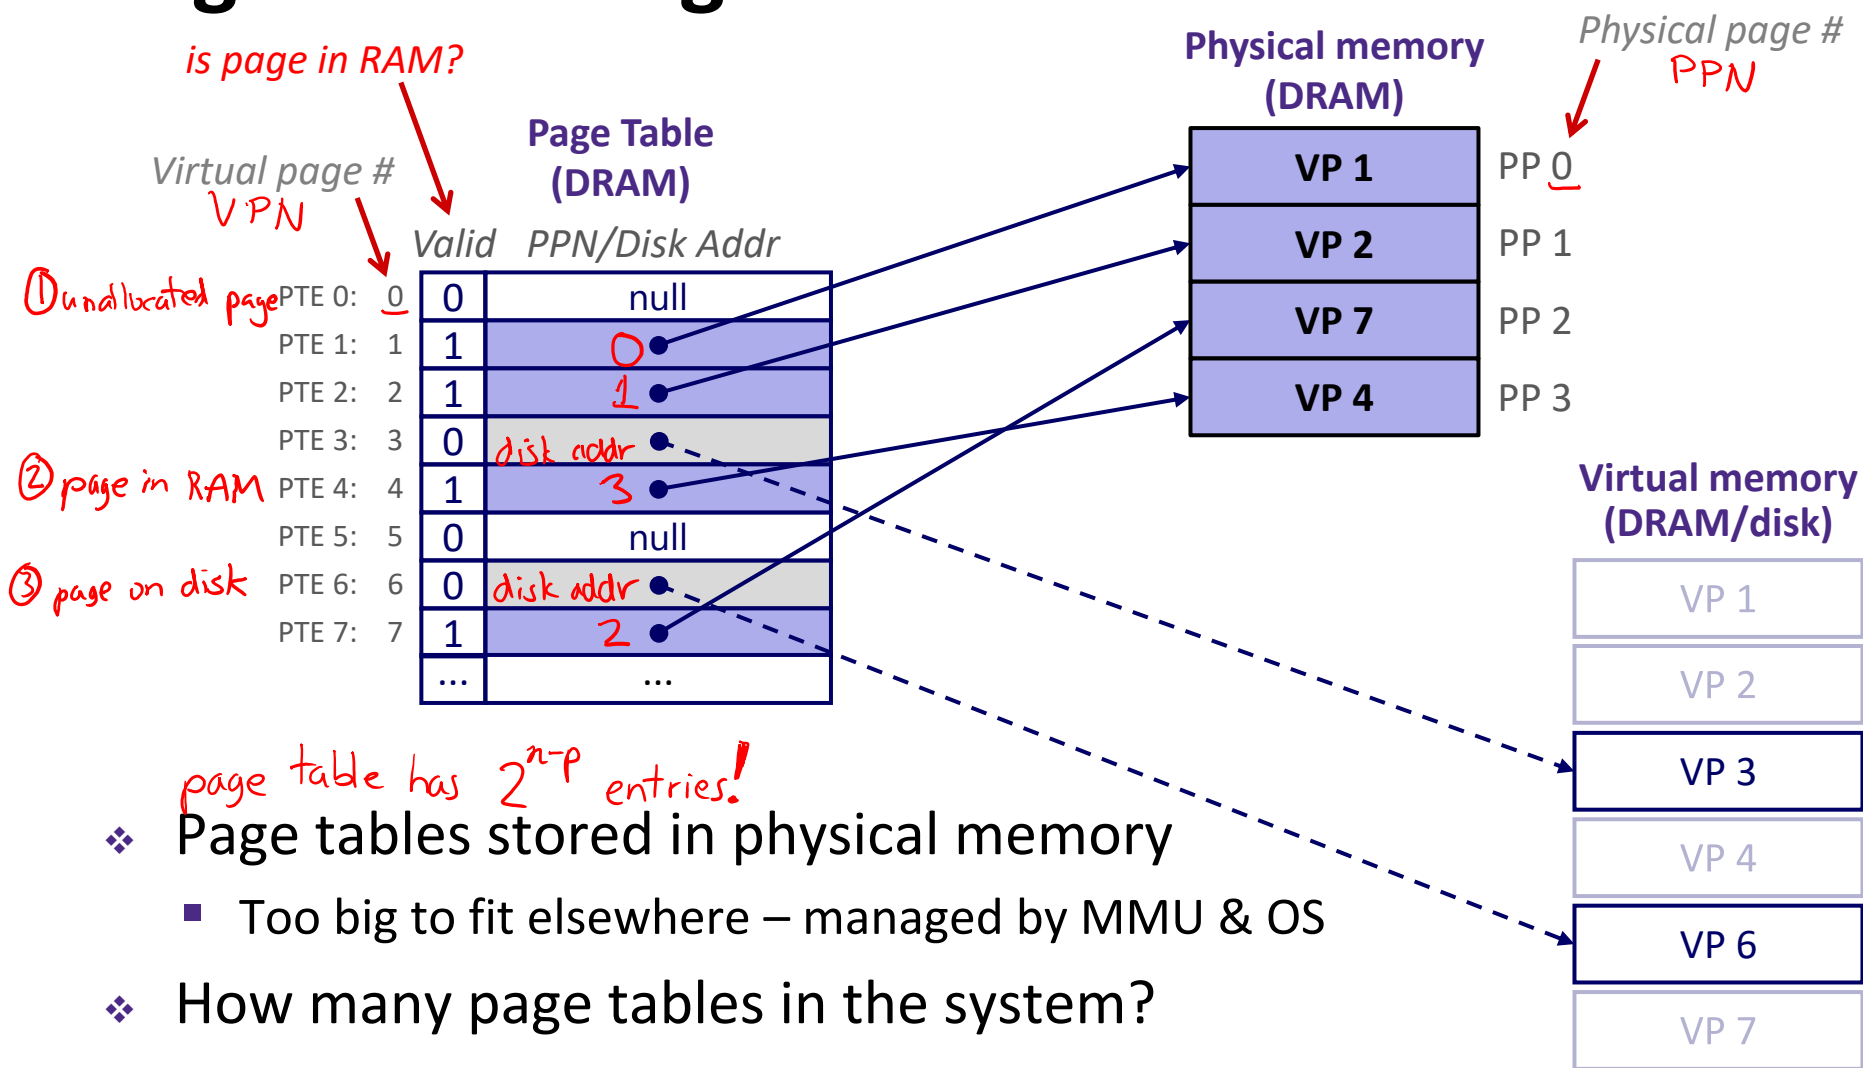 is page in RAM?
Virtual page #
VPN
Page Table
(DRAM)
Valid PPN/Disk Addr
① unallocated page PTE 0: 0 0 null
PTE 1: 1 1 0
PTE 2: 2 1 1
PTE 3: 3 0 disk addr
② page in RAM PTE 4: 4 1 3
PTE 5: 5 0 null
③ page on disk PTE 6: 6 0 disk addr
PTE 7: 7 1 2
... ...
Physical memory
(DRAM)
Physical page #
PPN
VP 1 PP 0
VP 2 PP 1
VP 7 PP 2
VP 4 PP 3
Virtual memory
(DRAM/disk)
VP 1
VP 2
VP 3
VP 4
VP 6
VP 7
page table has 2^n-p entries!
❖ Page tables stored in physical memory
▪ Too big to fit elsewhere – managed by MMU & OS
❖ How many page tables in the system?